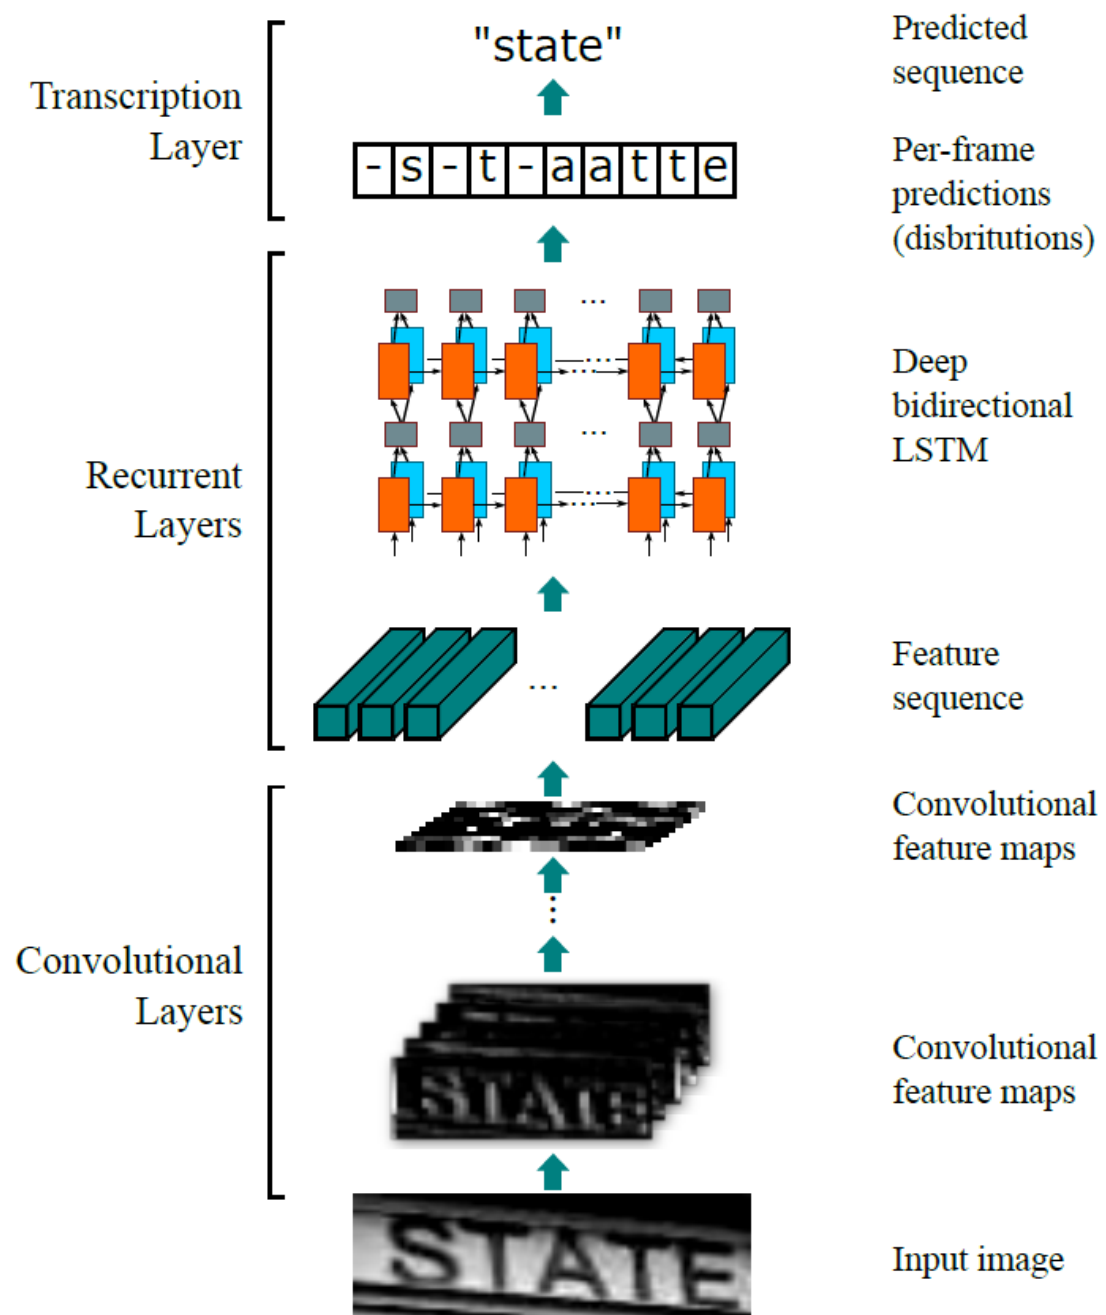 "state"
Predicted
sequence
Transcription
Layer
-s-t-aatte
Per-frame
predictions
(disbritutions)
...
Deep
bidirectional
LSTM
...
...
...
Recurrent
Layers
...
Feature
sequence
...
Convolutional
feature maps
Convolutional
Layers
STATE
Convolutional
feature maps
STATE
Input image